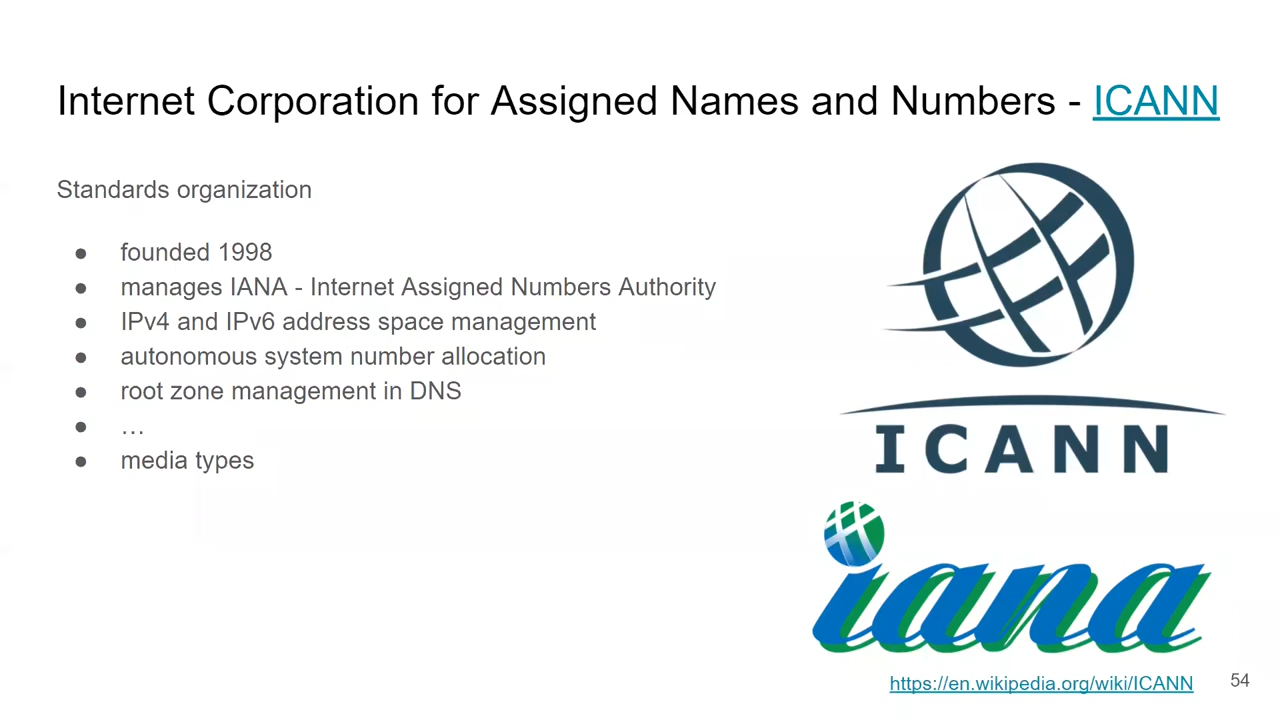 Internet Corporation for Assigned Names and Numbers - ICANN
Standards organization
● founded 1998
● manages IANA - Internet Assigned Numbers Authority
● IPv4 and IPv6 address space management
● autonomous system number allocation
● root zone management in DNS
● …
● media types
ICANN
iana
https://en.wikipedia.org/wiki/ICANN
54